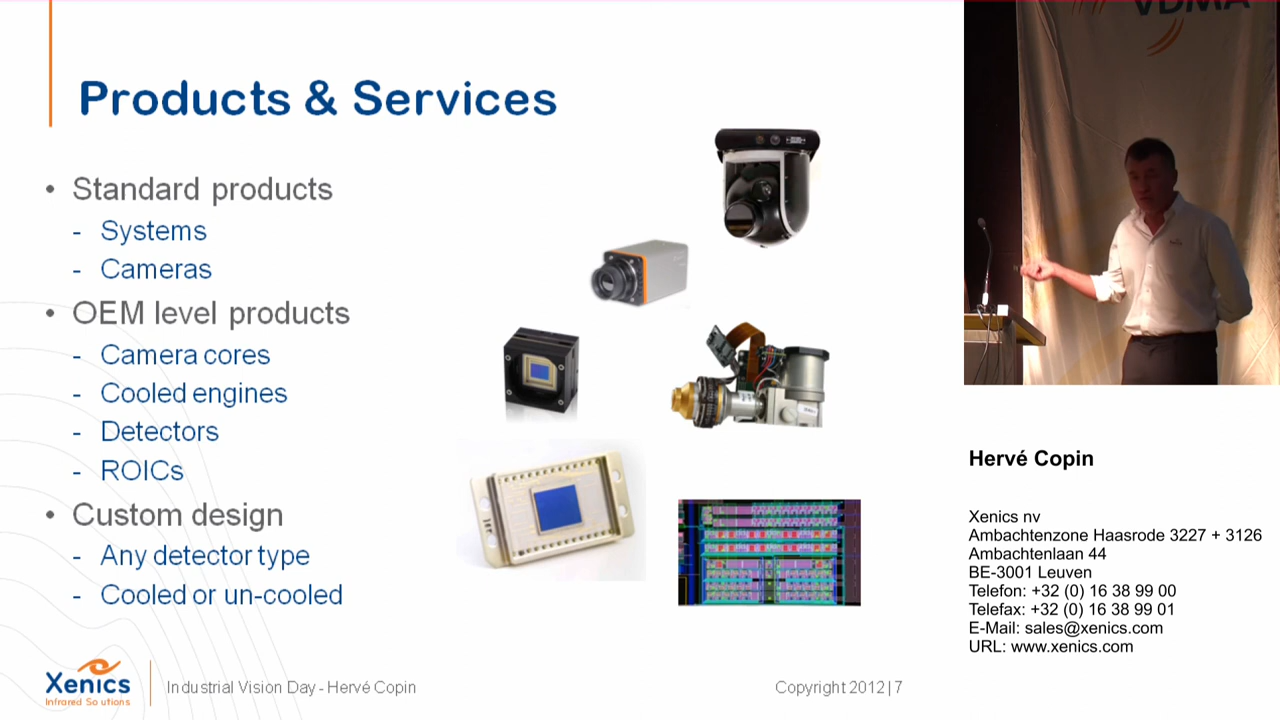 Products & Services
• Standard products
- Systems
- Cameras
• OEM level products
- Camera cores
- Cooled engines
- Detectors
- ROICs
• Custom design
- Any detector type
- Cooled or un-cooled
Xenics
Infrared Solutions
Industrial Vision Day - Hervé Copin
Copyright 2012 | 7
VDMA
Hervé Copin
Xenics nv
Ambachtenzone Haasrode 3227 + 3126
Ambachtenlaan 44
BE-3001 Leuven
Telefon: +32 (0) 16 38 99 00
Telefax: +32 (0) 16 38 99 01
E-Mail: sales@xenics.com
URL: www.xenics.com